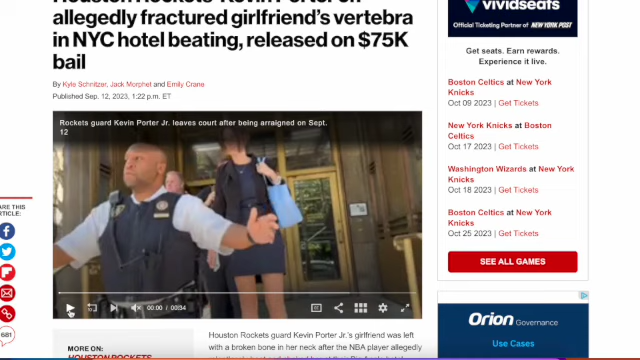 Houston Rockets' Kevin Porter Jr.
allegedly fractured girlfriend's vertebra
in NYC hotel beating, released on $75K
bail
By Kyle Schnitzer, Jack Morphet and Emily Crane
Published Sep. 12, 2023, 1:22 p.m. ET
Rockets guard Kevin Porter Jr. leaves court after being arraigned on Sept.
12
00:00 / 00:34
ARE THIS
RTICLE:
681
MORE ON:
HOUSTON ROCKETS
Houston Rockets guard Kevin Porter Jr.'s girlfriend was left
with a broken bone in her neck after the NBA player allegedly
vividseats
Official Ticketing Partner of NEW YORK POST
Get seats. Earn rewards.
Experience it live.
Boston Celtics at New York
Knicks
Oct 09 2023 | Get Tickets
New York Knicks at Boston
Celtics
Oct 17 2023 | Get Tickets
Washington Wizards at New York
Knicks
Oct 18 2023 | Get Tickets
Boston Celtics at New York
Knicks
Oct 25 2023 | Get Tickets
SEE ALL GAMES
Orion Governance
Use Cases